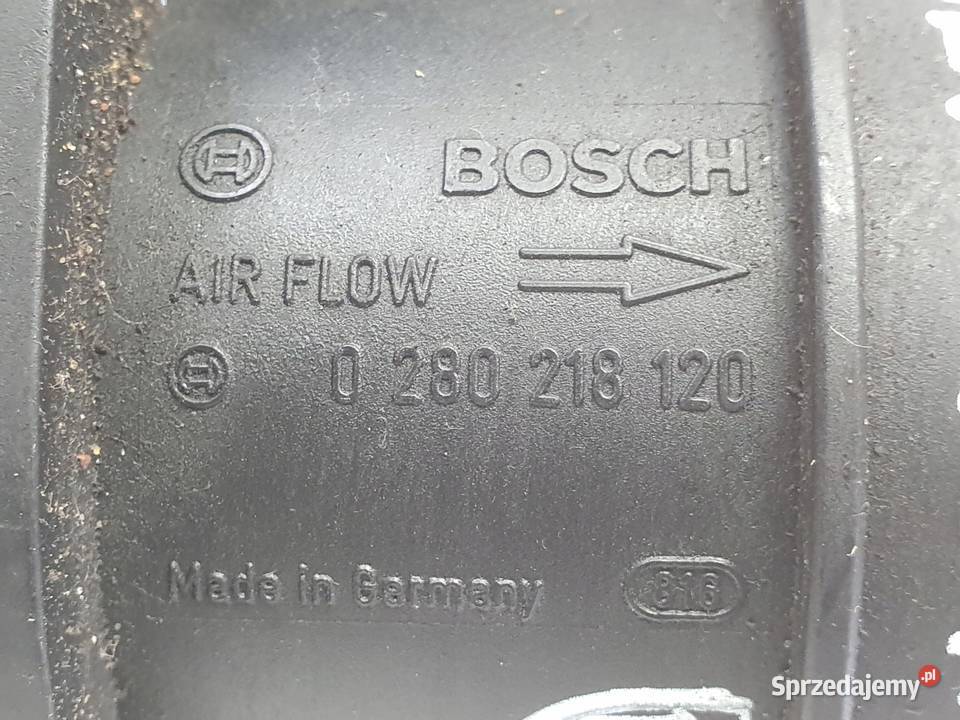 BOSCH
AIR FLOW
0 280 218 120
Made in Germany 816
Sprzedajemy.pl